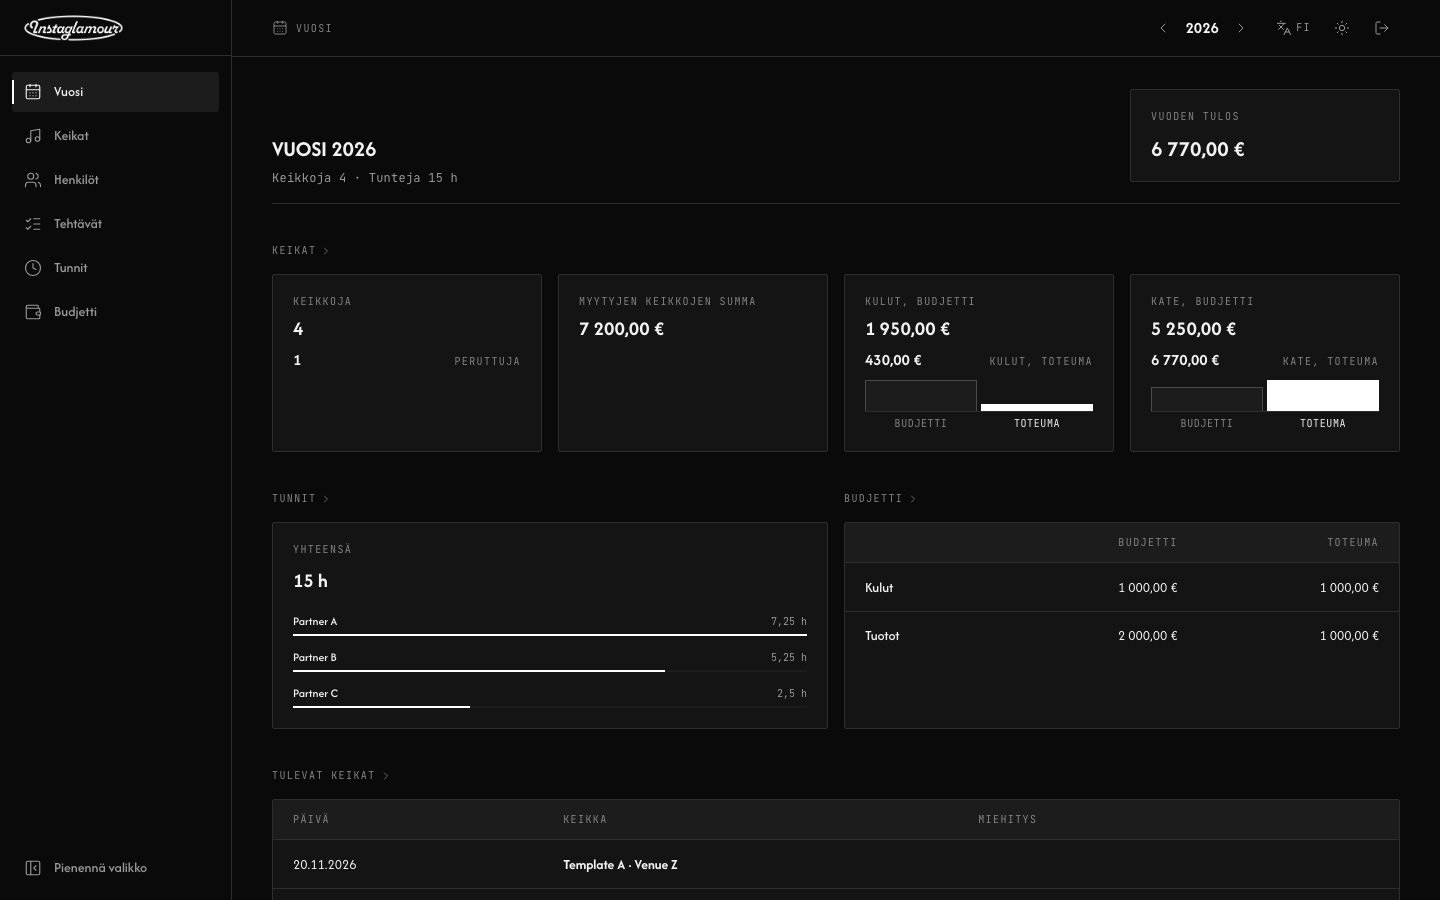 Instaglamour
VUOSI
2026
FI
Vuosi
Keikat
Henkilöt
Tehtävät
Tunnit
Budjetti
Pienennä valikko
VUOSI 2026
Keikkoja 4 · Tunteja 15 h
VUODEN TULOS
6 770,00 €
KEIKAT
KEIKKOJA
4
1 PERUTTUJA
MYYTYJEN KEIKKOJEN SUMMA
7 200,00 €
KULUT, BUDJETTI
1 950,00 €
430,00 € KULUT, TOTEUMA
BUDJETTI TOTEUMA
KATE, BUDJETTI
5 250,00 €
6 770,00 € KATE, TOTEUMA
BUDJETTI TOTEUMA
TUNNIT
YHTEENSÄ
15 h
Partner A 7,25 h
Partner B 5,25 h
Partner C 2,5 h
BUDJETTI
BUDJETTI TOTEUMA
Kulut 1 000,00 € 1 000,00 €
Tuotot 2 000,00 € 1 000,00 €
TULEVAT KEIKAT
PÄIVÄ KEIKKA MIEHITYS
20.11.2026 Template A · Venue Z